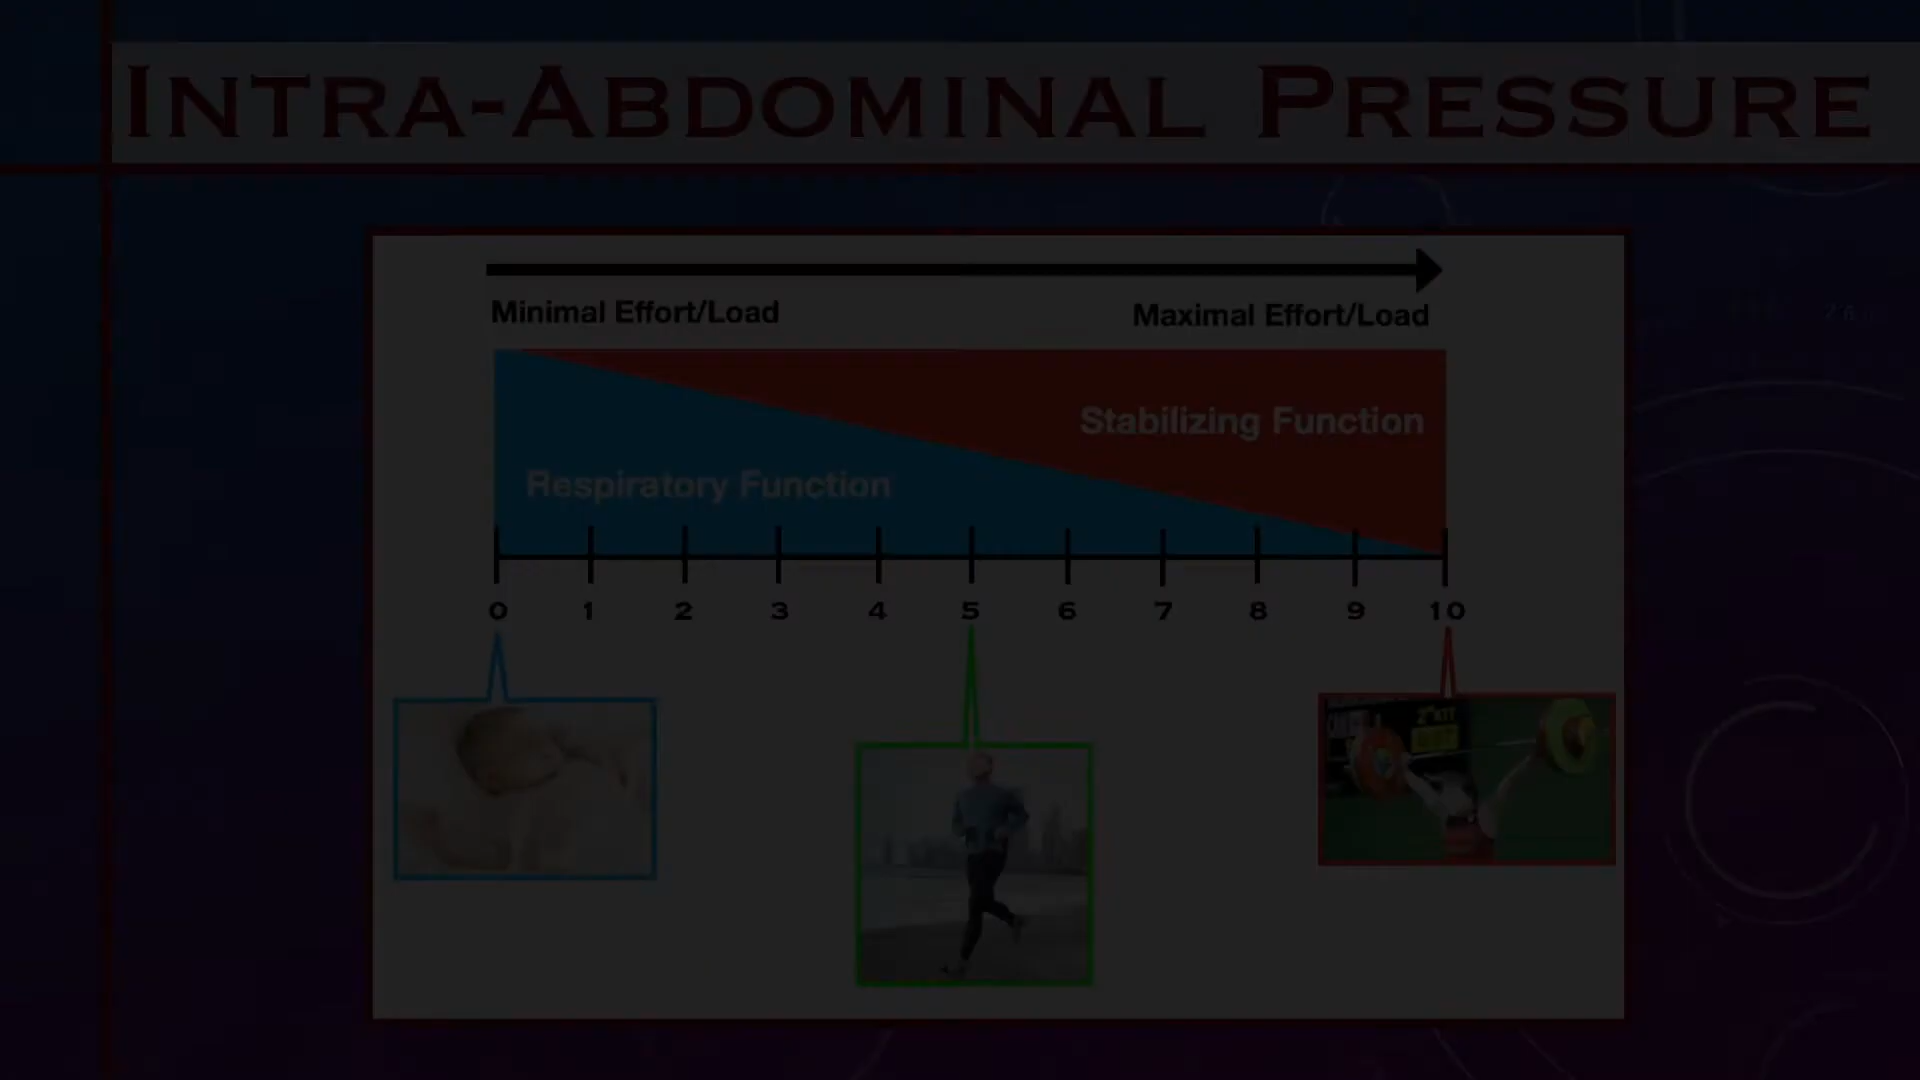 INTRA-ABDOMINAL PRESSURE
Minimal Effort/Load
Maximal Effort/Load
Stabilizing Function
Respiratory Function
0 1 2 3 4 5 6 7 8 9 10